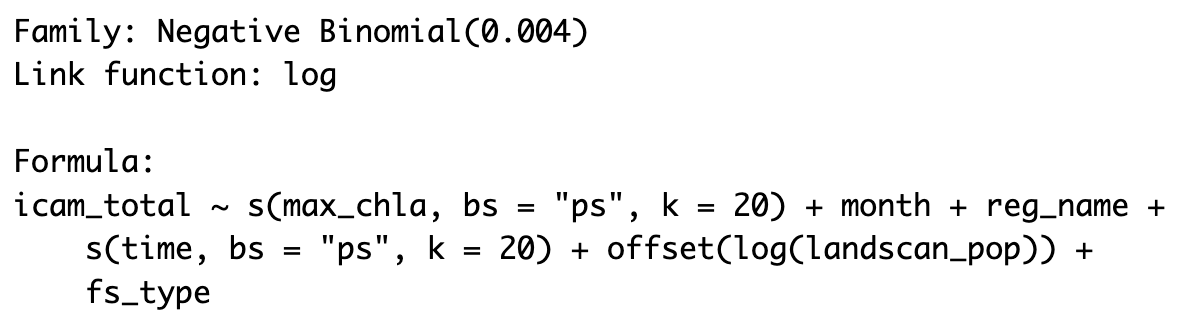 Family: Negative Binomial(0.004)
Link function: log
Formula:
icam_total ~ s(max_chla, bs = "ps", k = 20) + month + reg_name +
s(time, bs = "ps", k = 20) + offset(log(landscan_pop)) +
fs_type